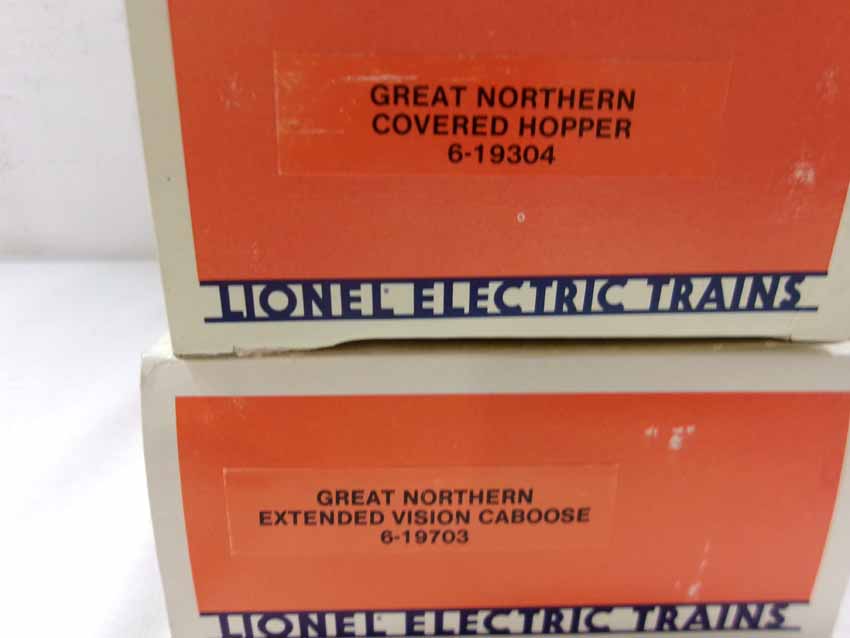 GREAT NORTHERN
COVERED HOPPER
6-19304
LIONEL ELECTRIC TRAINS
GREAT NORTHERN
EXTENDED VISION CABOOSE
6-19703
LIONEL ELECTRIC TRAINS